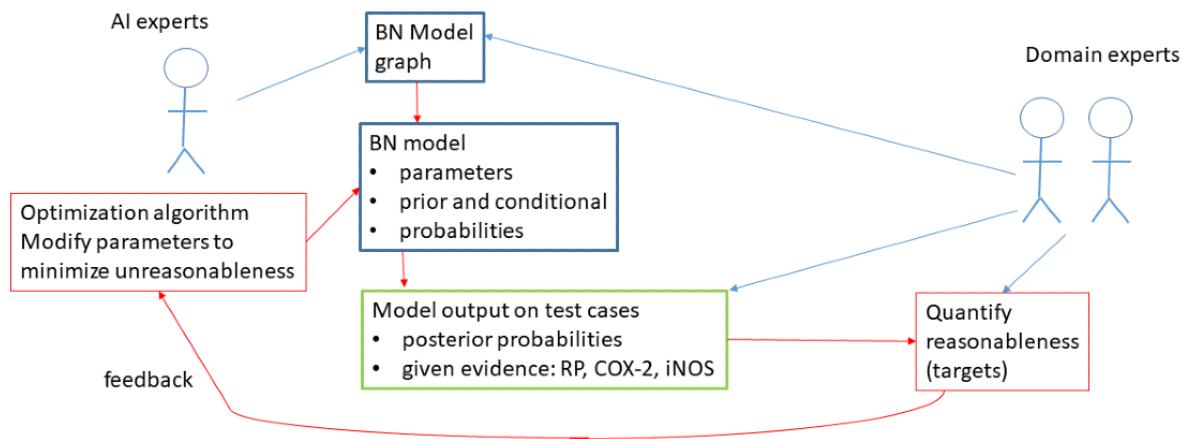 AI experts
BN Model
graph
Domain experts
BN model
• parameters
• prior and conditional
• probabilities
Optimization algorithm
Modify parameters to
minimize unreasonableness
Model output on test cases
• posterior probabilities
• given evidence: RP, COX-2, iNOS
Quantify
reasonableness
(targets)
feedback